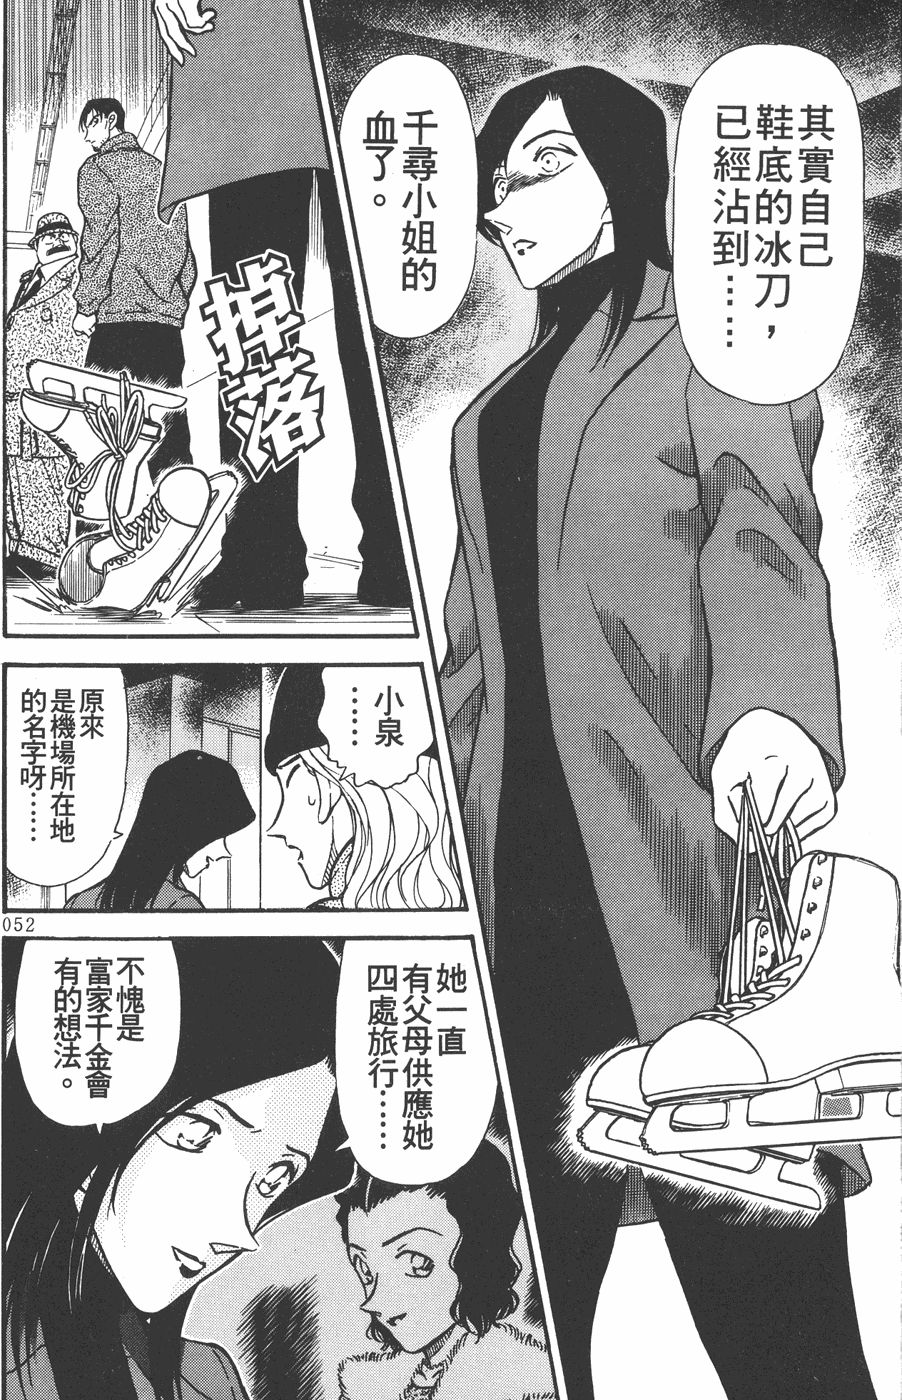 其實自己
鞋底的冰刀，
已經沾到……
千尋小姐的
血了。
掉落
小泉
……
原來
是機場所在地
的名字呀……
052
她一直
有父母供應她
四處旅行……
不愧是
富家千金會
有的想法。